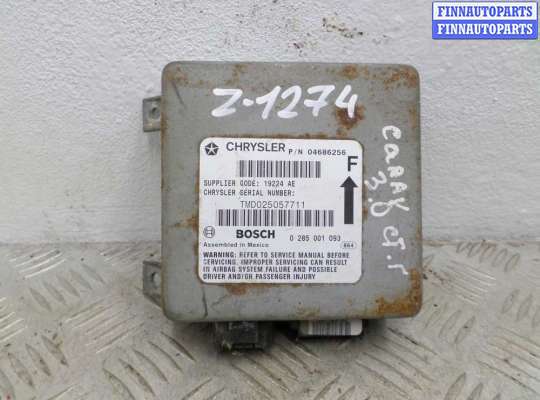 FINNAUTOPARTS
FINNAUTOPARTS
Z-1274
CHRYSLER P/N 04686256
F
SUPPLIER CODE: 19224 AE
CHRYSLER SERIAL NUMBER:
TMD025057711
BOSCH 0 285 001 093
Assembled in Mexico 864
WARNING: REFER TO SERVICE MANUAL BEFORE
SERVICING, IMPROPER SERVICING CAN RESULT
IN AIRBAG SYSTEM FAILURE AND POSSIBLE
DRIVER AND/OR PASSENGER INJURY
3.8